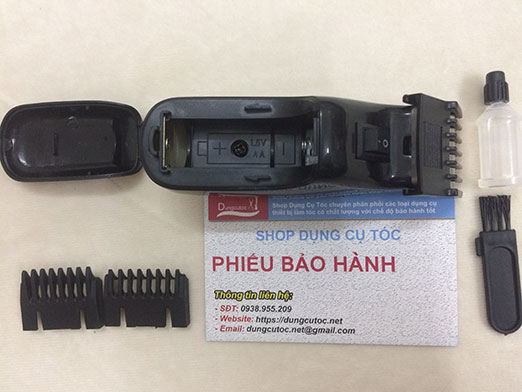 + 1,5V -
AA
0
Dungcutoc
Shop Dụng Cụ Tóc chuyên phân phối các loại dụng cụ
thiết bị làm tóc có chất lượng với chế độ bảo hành tốt
SHOP DỤNG CỤ TÓC
PHIẾU BẢO HÀNH
Thông tin liên hệ:
- SĐT: 0938.955.209
- Website: https://dungcutoc.net
- Email: dungcutoc.net@gmail.com